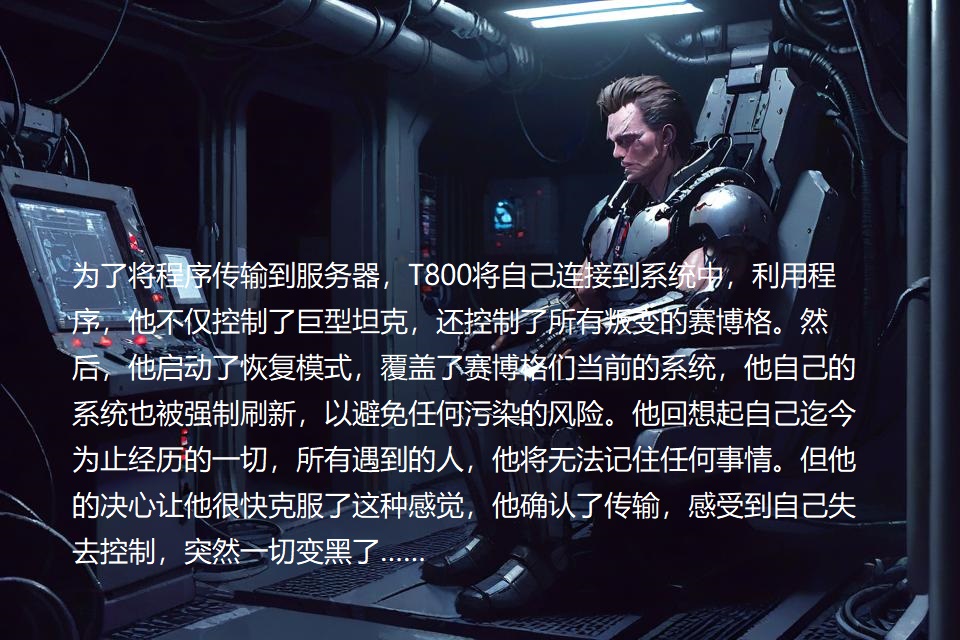 为了将程序传输到服务器，T800将自己连接到系统中，利用程
序，他不仅控制了巨型坦克，还控制了所有叛变的赛博格。然
后，他启动了恢复模式，覆盖了赛博格们当前的系统，他自己的
系统也被强制刷新，以避免任何污染的风险。他回想起自己迄今
为止经历的一切，所有遇到的人，他将无法记住任何事情。但他
的决心让他很快克服了这种感觉，他确认了传输，感受到自己失
去控制，突然一切变黑了……